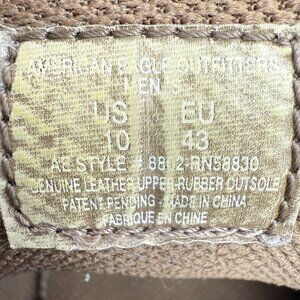 AMERICAN EAGLE OUTFITTERS
MEN'S
US EU
10 43
AE STYLE # 8812-RN58830
GENUINE LEATHER UPPER-RUBBER OUTSOLE
PATENT PENDING - MADE IN CHINA
FABRIQUE EN CHINE